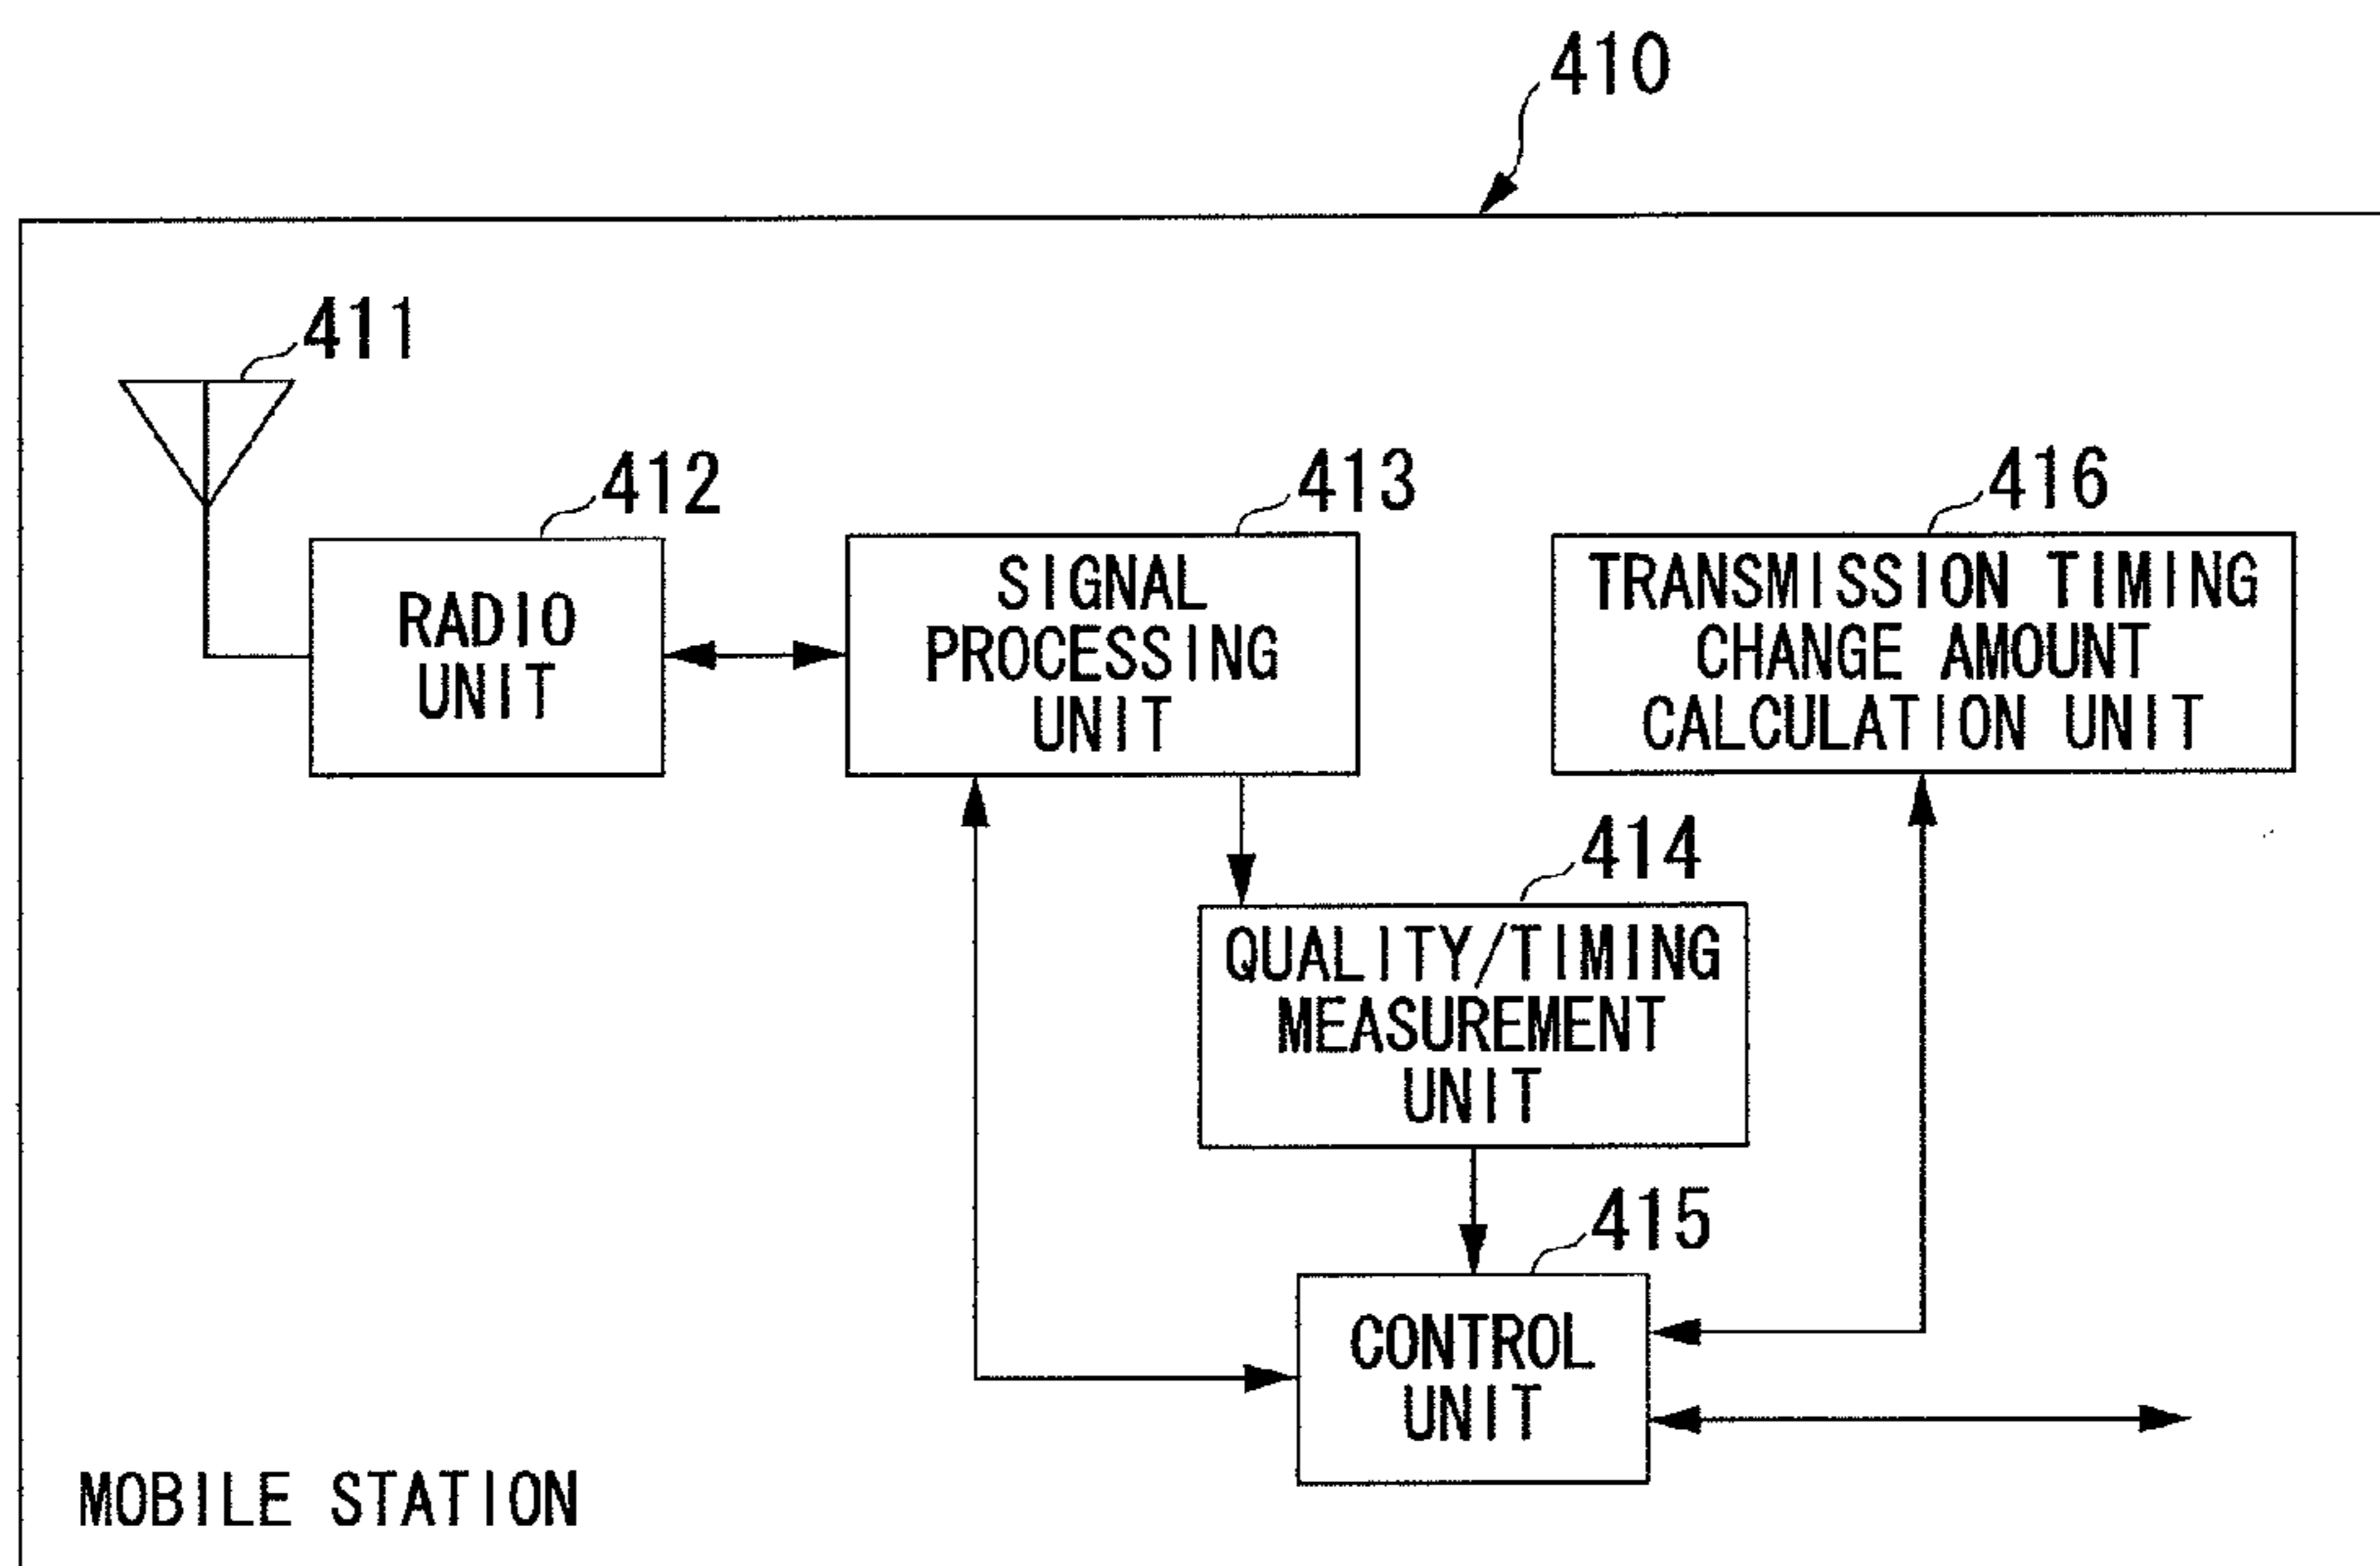 410
411
412
413
416
RADIO
UNIT
SIGNAL
PROCESSING
UNIT
TRANSMISSION TIMING
CHANGE AMOUNT
CALCULATION UNIT
414
QUALITY/TIMING
MEASUREMENT
UNIT
415
CONTROL
UNIT
MOBILE STATION